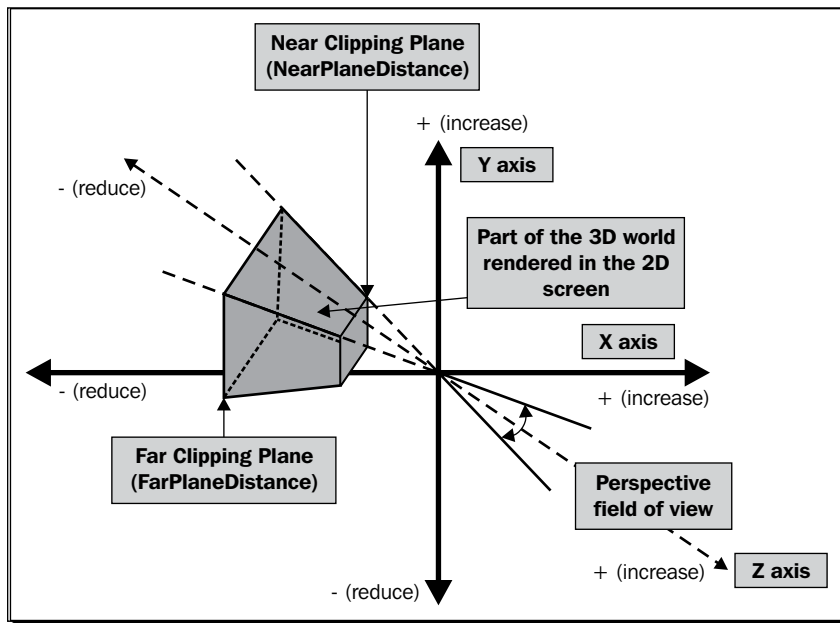 Near Clipping Plane
(NearPlaneDistance)
+ (increase)
Y axis
- (reduce)
Part of the 3D world
rendered in the 2D
screen
X axis
- (reduce)
+ (increase)
Far Clipping Plane
(FarPlaneDistance)
Perspective
field of view
+ (increase)
Z axis
- (reduce)